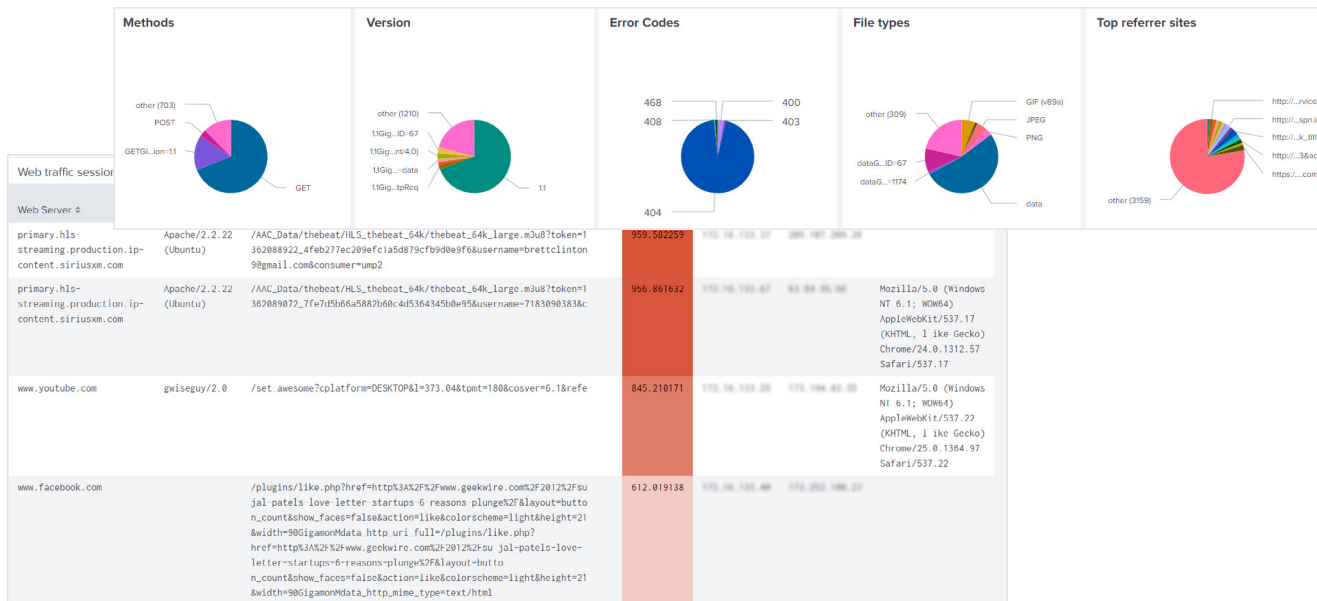 Methods
Version
Error Codes
File types
Top referrer sites
other (703)
POST
GETGi...ion=1.1
GET
other (1210)
1.1Gig...ID=67
1.1Gig...nt/4.0)
1.1Gig...=data
1.1Gig...tpReq
1.1
468
408
400
403
404
other (309)
dataG...ID=67
dataG...=1174
GIF (v89a)
JPEG
PNG
data
http://...rvice
http://...spn.i
http://...k_titl
http://...3&ac
https:/....com
other (3159)
Web traffic session
Web Server
primary.hls-
streaming.production.ip-
content.siriusxm.com
Apache/2.2.22
(Ubuntu)
/AAC_Data/thebeat/HLS_thebeat_64k/thebeat_64k_large.m3u8?token=1
362088922_4feb277ec209efc1a5d879cfb9d0e9f6&username=brettclinton
9@gmail.com&consumer=ump2
959.582259
primary.hls-
streaming.production.ip-
content.siriusxm.com
Apache/2.2.22
(Ubuntu)
/AAC_Data/thebeat/HLS_thebeat_64k/thebeat_64k_large.m3u8?token=1
362089072_7fe7d5b66a5882b60c4d5364345b0e95&username=7183090383&c
956.861632
Mozilla/5.0 (Windows
NT 6.1; WOW64)
AppleWebKit/537.17
(KHTML, l ike Gecko)
Chrome/24.0.1312.57
Safari/537.17
www.youtube.com
gwiseguy/2.0
/set_awesome?cplatform=DESKTOP&l=373.04&tpmt=180&cosver=6.1&refe
845.210171
Mozilla/5.0 (Windows
NT 6.1; WOW64)
AppleWebKit/537.22
(KHTML, l ike Gecko)
Chrome/25.0.1364.97
Safari/537.22
www.facebook.com
/plugins/like.php?href=http%3A%2F%2Fwww.geekwire.com%2F2012%2Fsu
jal-patels-love-letter-startups-6-reasons-plunge%2F&layout=butto
n_count&show_faces=false&action=like&colorscheme=light&height=21
&width=90GigamonMdata_http_uri_full=/plugins/like.php?
href=http%3A%2F%2Fwww.geekwire.com%2F2012%2Fsu jal-patels-love-
letter-startups-6-reasons-plunge%2F&layout=butto
n_count&show_faces=false&action=like&colorscheme=light&height=21
&width=90GigamonMdata_http_mime_type=text/html
612.019138